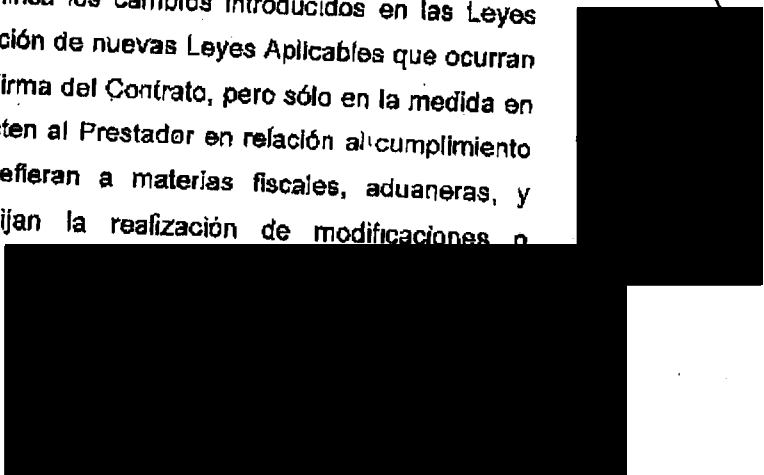 los cambios introducidos en las Leyes
ción de nuevas Leyes Aplicables que ocurran
irma del Contrato, pero sólo en la medida en
ten al Prestador en relación al cumplimiento
efieran a materias fiscales, aduaneras, y
ijan la realización de modificaciones